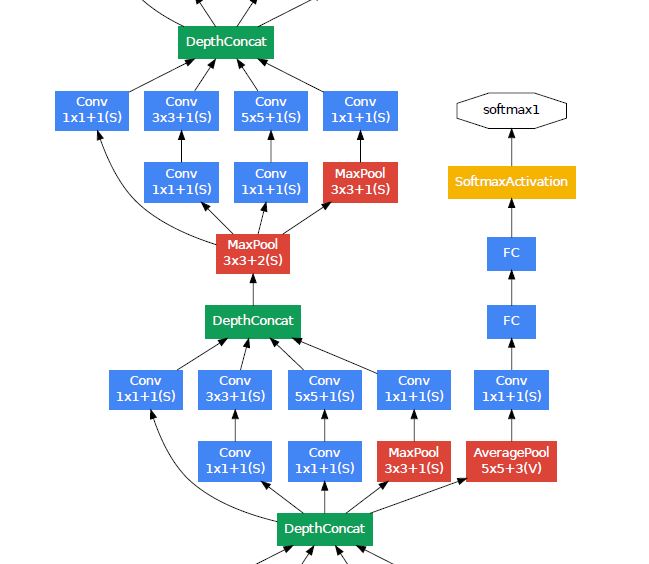 DepthConcat
Conv
1x1+1(S)
Conv
3x3+1(S)
Conv
5x5+1(S)
Conv
1x1+1(S)
softmax1
Conv
1x1+1(S)
Conv
1x1+1(S)
MaxPool
3x3+1(S)
SoftmaxActivation
MaxPool
3x3+2(S)
FC
DepthConcat
FC
Conv
1x1+1(S)
Conv
3x3+1(S)
Conv
5x5+1(S)
Conv
1x1+1(S)
Conv
1x1+1(S)
Conv
1x1+1(S)
Conv
1x1+1(S)
MaxPool
3x3+1(S)
AveragePool
5x5+3(V)
DepthConcat